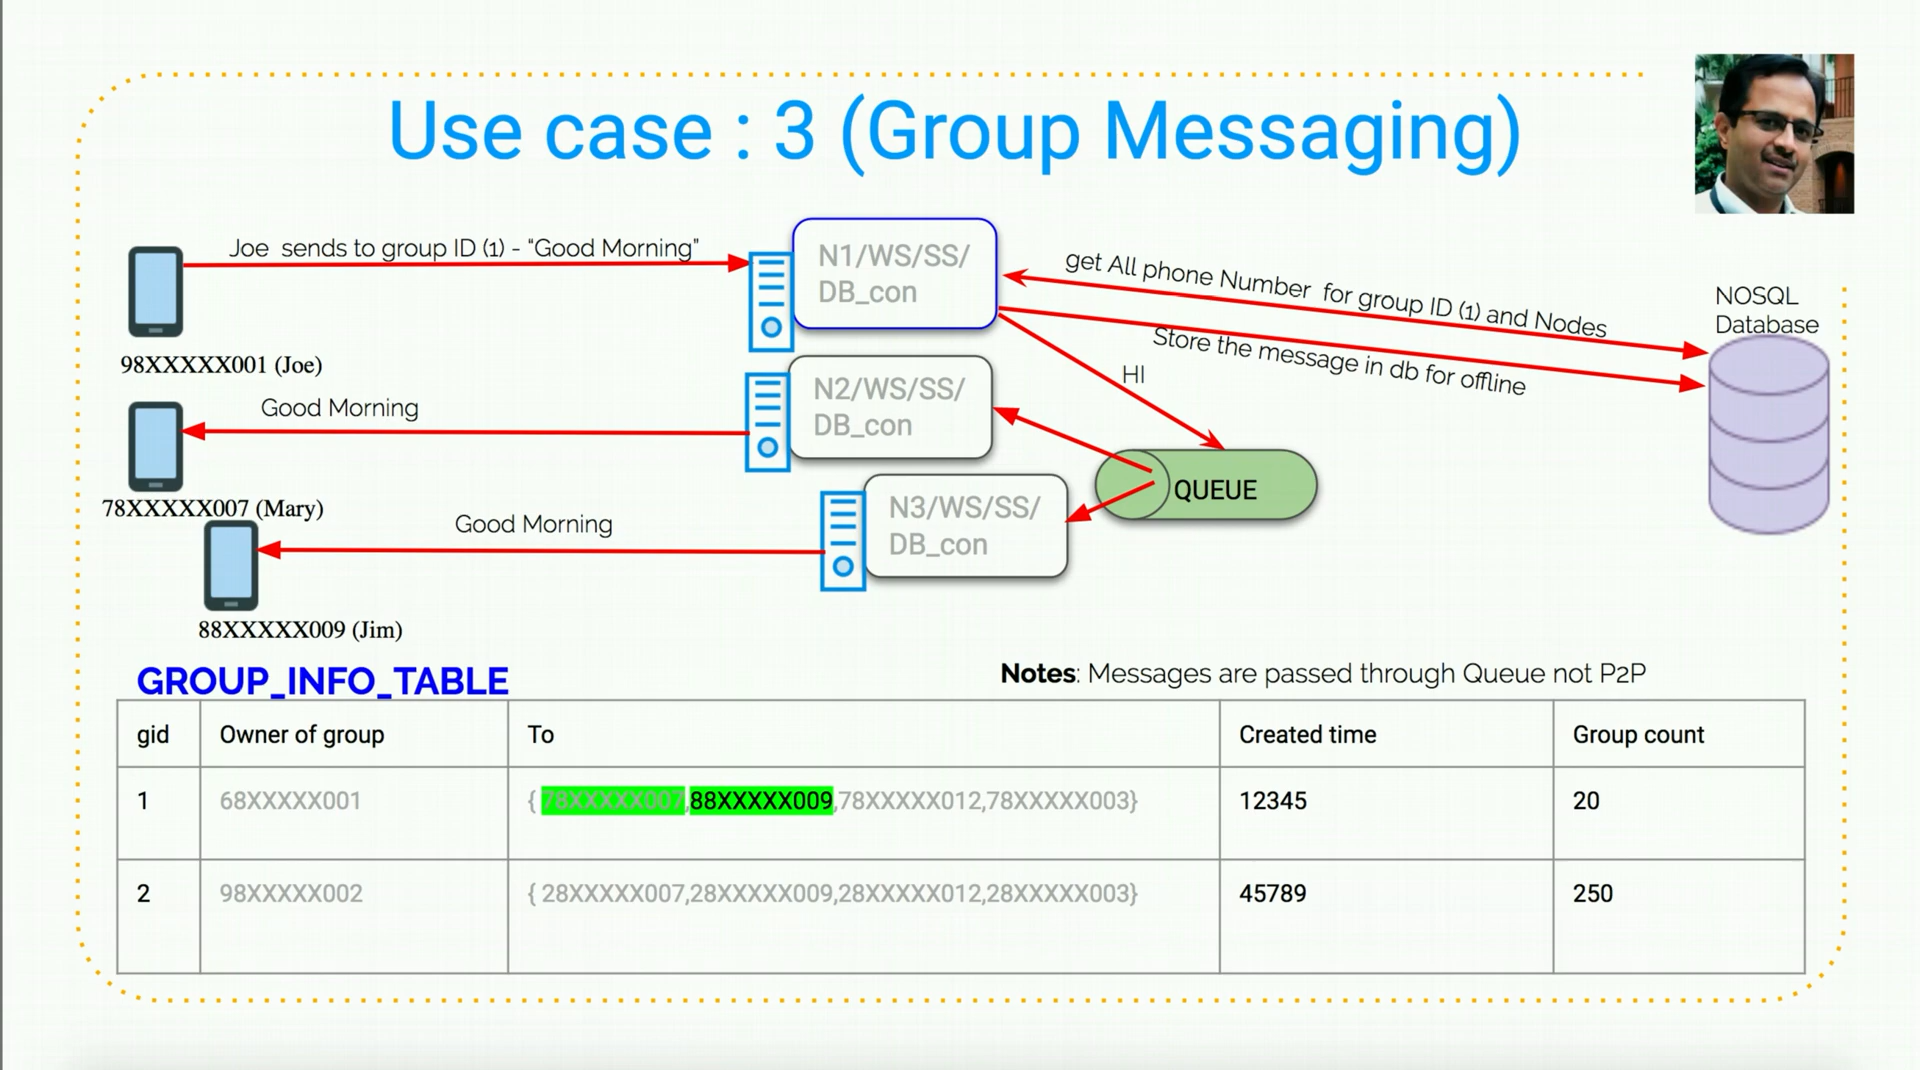 Use case : 3 (Group Messaging)
Joe sends to group ID (1) - “Good Morning”
N1/WS/SS/
DB_con
get All phone Number for group ID (1) and Nodes
Store the message in db for offline
NOSQL
Database
98XXXXX001 (Joe)
HI
Good Morning
N2/WS/SS/
DB_con
78XXXXX007 (Mary)
QUEUE
Good Morning
N3/WS/SS/
DB_con
88XXXXX009 (Jim)
GROUP_INFO_TABLE
Notes: Messages are passed through Queue not P2P
gid Owner of group To Created time Group count
1 68XXXXX001 { 78XXXXX007,88XXXXX009,78XXXXX012,78XXXXX003} 12345 20
2 98XXXXX002 { 28XXXXX007,28XXXXX009,28XXXXX012,28XXXXX003} 45789 250